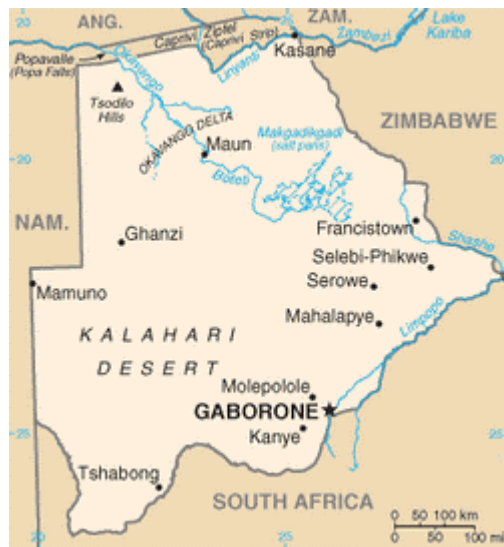 ANG.
ZAM.
Lake
Kariba
Caprivi Zipfel
(Caprivi Strip)
Zambezi
Kasane
Popavalle
(Popa Falls)
Okavango
Linyanti
Tsodilo
Hills
ZIMBABWE
OKAVANGO DELTA
Makgadikgadi
(salt pans)
20
20
Maun
Boteti
NAM.
Francistown
Ghanzi
Shashe
Selebi-Phikwe
Serowe
Mamuno
Mahalapye
Limpopo
KALAHARI
DESERT
Molepolole
GABORONE
25
25
Kanye
Tshabong
SOUTH AFRICA
0 50 100 km
0 50 100 mi
20
25
25